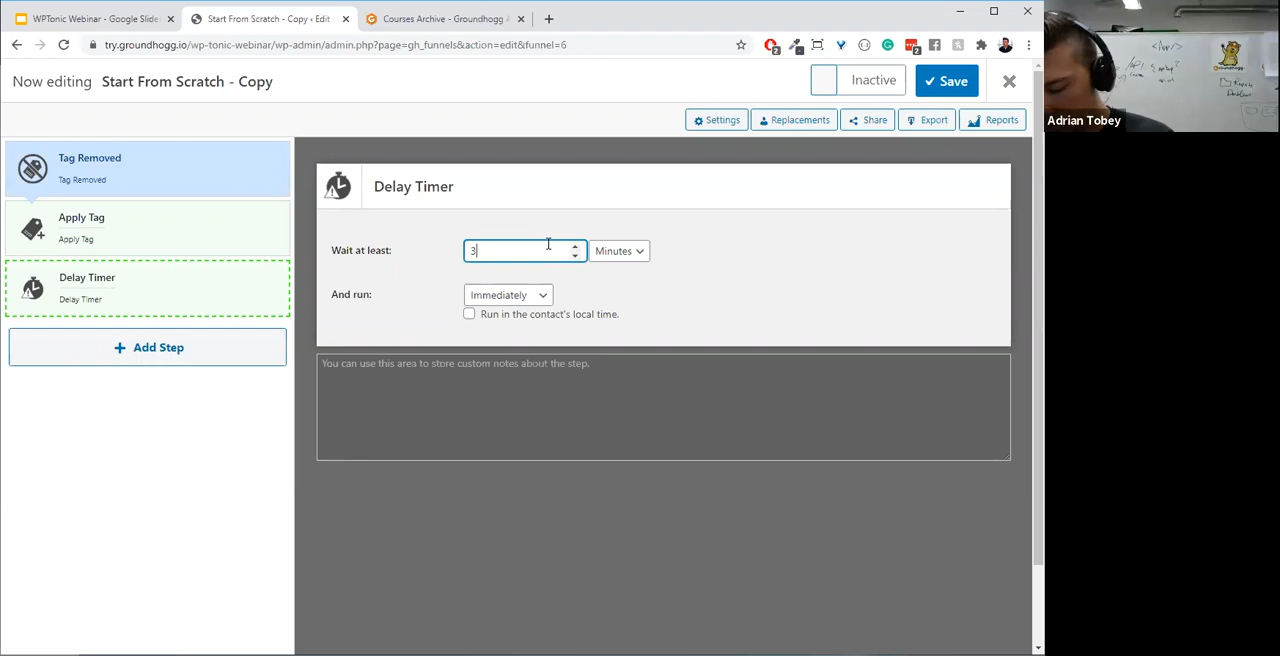 WPTonic Webinar - Google Slide
Start From Scratch - Copy ‹ Edit
Courses Archive - Groundhogg A
try.groundhogg.io/wp-tonic-webinar/wp-admin/admin.php?page=gh_funnels&action=edit&funnel=6
Now editing Start From Scratch - Copy
Inactive
Save
Settings
Replacements
Share
Export
Reports
Adrian Tobey
Tag Removed
Tag Removed
Apply Tag
Apply Tag
Delay Timer
Delay Timer
Add Step
Delay Timer
Wait at least:
3
Minutes
And run:
Immediately
Run in the contact's local time.
You can use this area to store custom notes about the step.